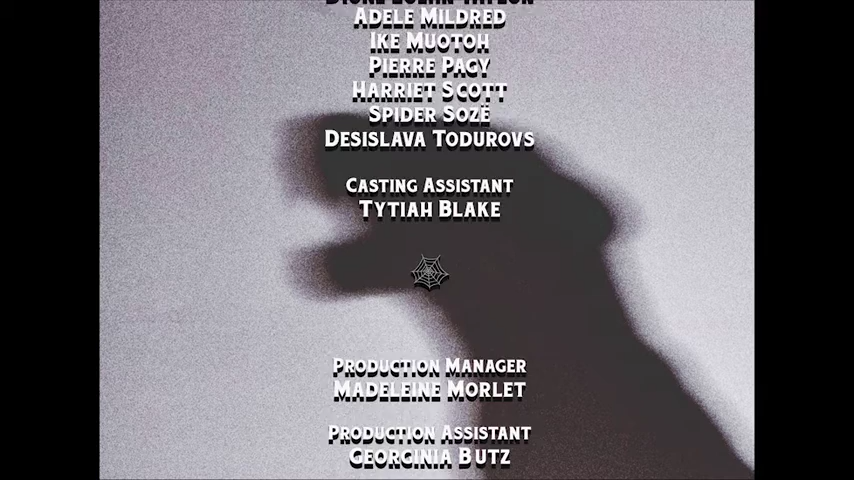 Adele Mildred
Ike Muotoh
Pierre Pagy
Harriet Scott
Spider Sozë
Desislava Todurovs
Casting Assistant
Tytiah Blake
Production Manager
Madeleine Morlet
Production Assistant
Georginia Butz